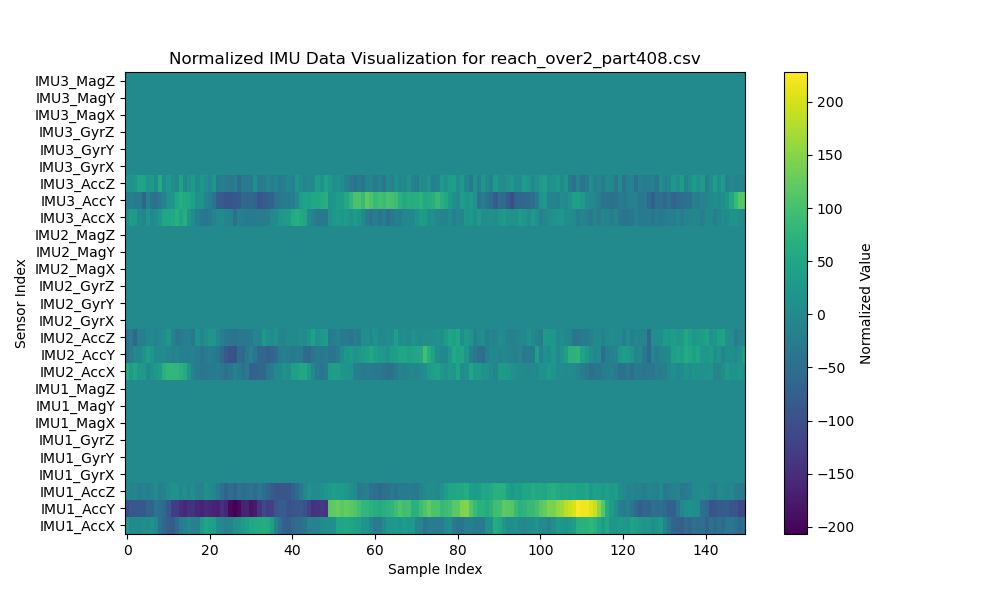 Normalized IMU Data Visualization for reach_over2_part408.csv
IMU3_MagZ
IMU3_MagY
IMU3_MagX
IMU3_GyrZ
IMU3_GyrY
IMU3_GyrX
IMU3_AccZ
IMU3_AccY
IMU3_AccX
IMU2_MagZ
IMU2_MagY
IMU2_MagX
IMU2_GyrZ
IMU2_GyrY
IMU2_GyrX
IMU2_AccZ
IMU2_AccY
IMU2_AccX
IMU1_MagZ
IMU1_MagY
IMU1_MagX
IMU1_GyrZ
IMU1_GyrY
IMU1_GyrX
IMU1_AccZ
IMU1_AccY
IMU1_AccX
Sensor Index
0 20 40 60 80 100 120 140
Sample Index
200
150
100
50
0
−50
−100
−150
−200
Normalized Value